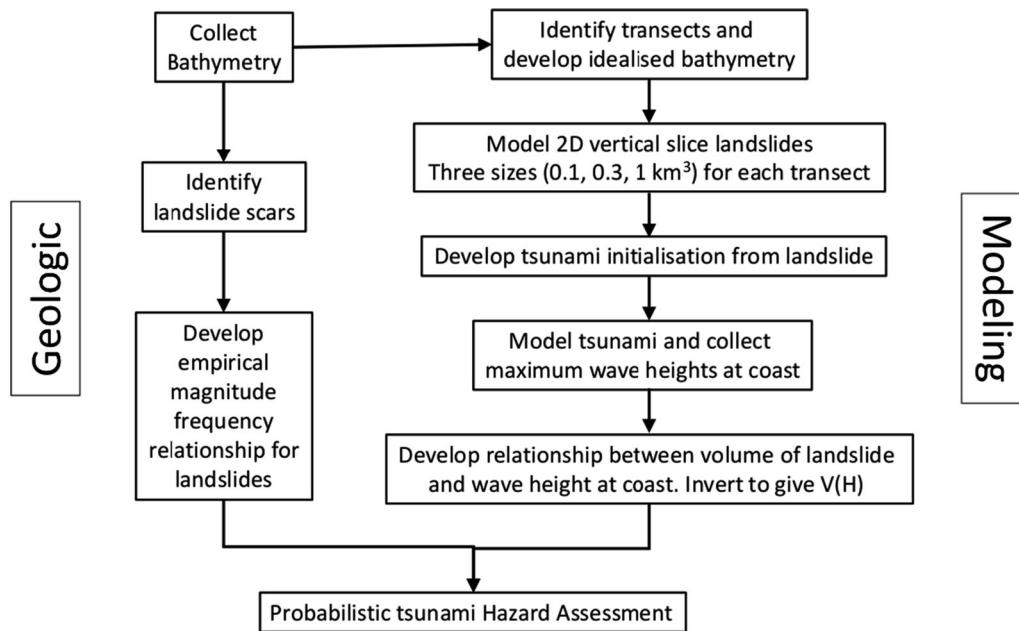 Collect
Bathymetry
Identify transects and
develop idealised bathymetry
Model 2D vertical slice landslides
Three sizes (0.1, 0.3, 1 km³) for each transect
Identify
landslide scars
Geologic
Modeling
Develop tsunami initialisation from landslide
Develop
empirical
magnitude
frequency
relationship for
landslides
Model tsunami and collect
maximum wave heights at coast
Develop relationship between volume of landslide
and wave height at coast. Invert to give V(H)
Probabilistic tsunami Hazard Assessment